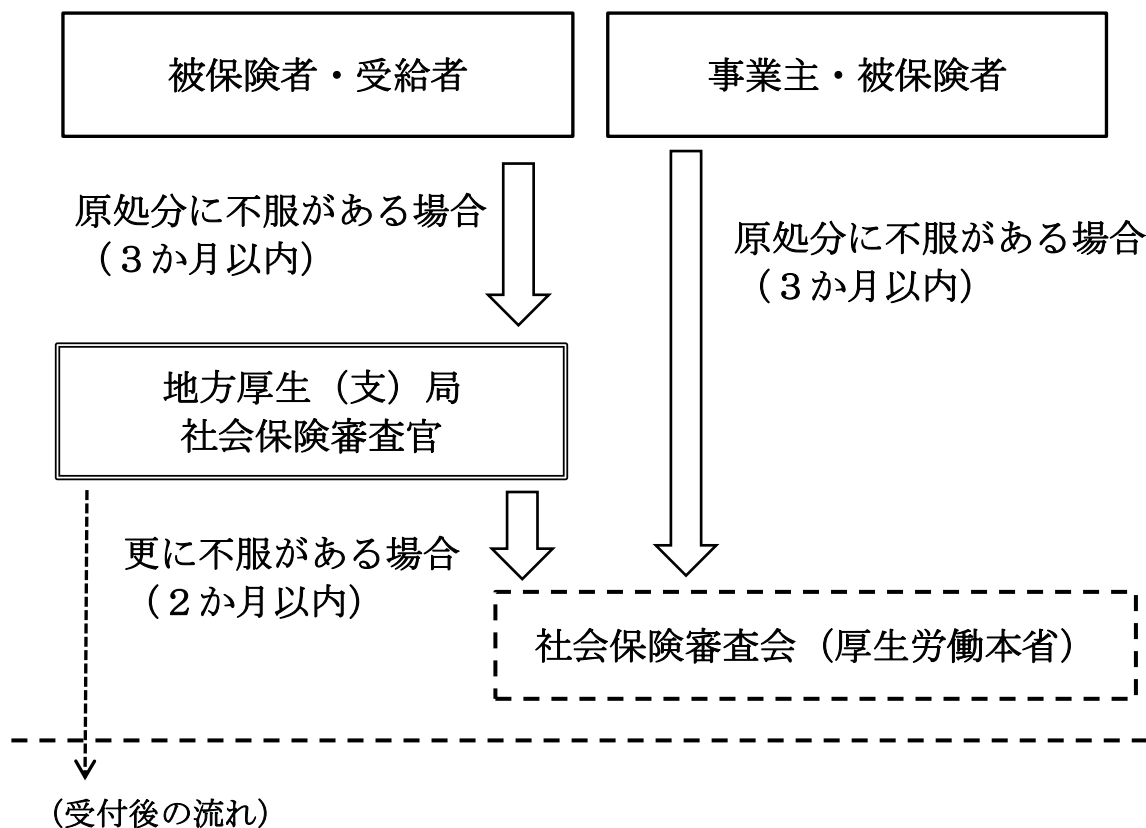 被保険者・受給者
事業主・被保険者
原処分に不服がある場合
（３か月以内）
原処分に不服がある場合
（３か月以内）
地方厚生（支）局
社会保険審査官
更に不服がある場合
（２か月以内）
社会保険審査会（厚生労働本省）
（受付後の流れ）